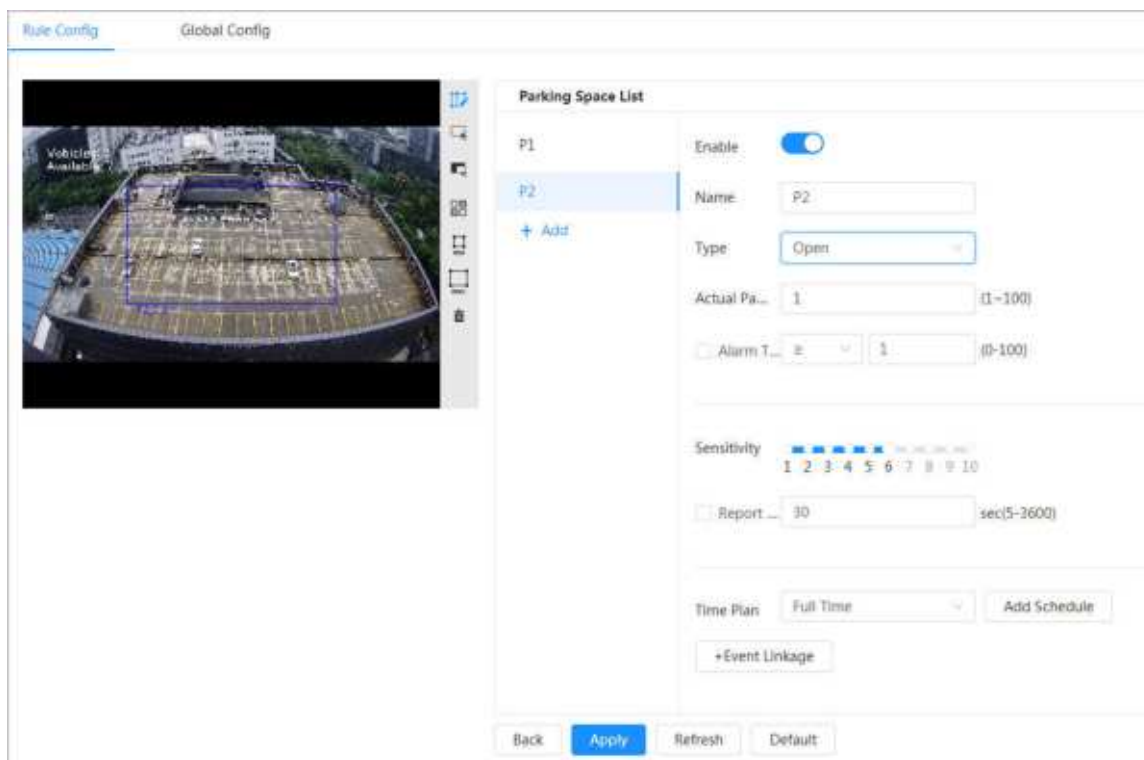 Rule Config Global Config
Vehicles:
Available
Parking Space List
P1
P2
+ Add
Enable
Name P2
Type Open
Actual Pa... 1 (1~100)
Alarm T... ≥ 1 (0-100)
Sensitivity
1 2 3 4 5 6 7 8 9 10
Report ... 30 sec(5-3600)
Time Plan Full Time Add Schedule
+Event Linkage
Back Apply Refresh Default